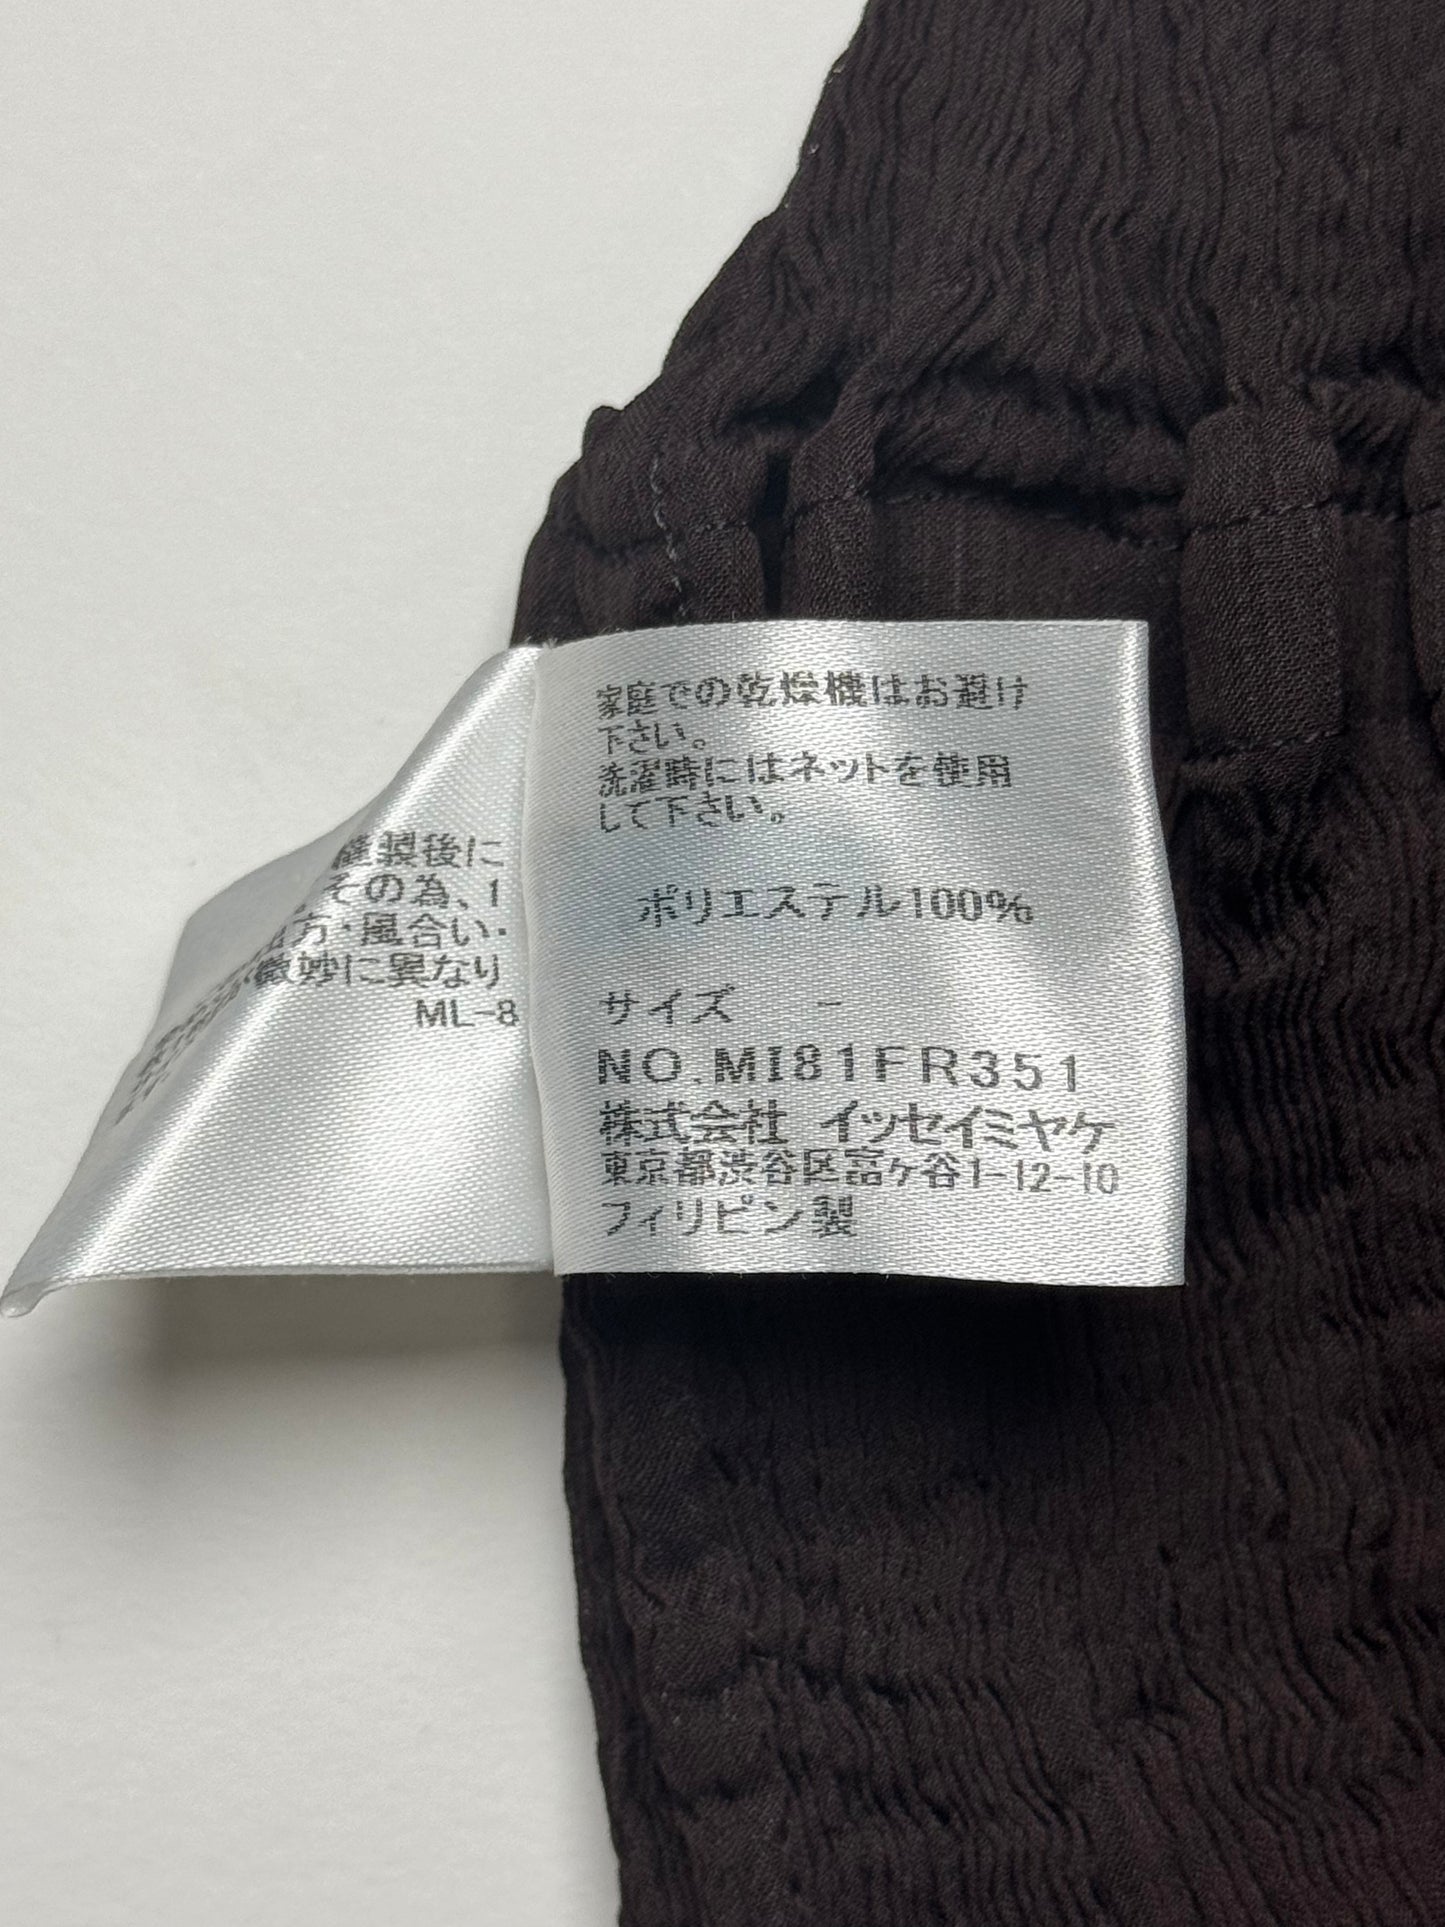 縫製後に
その為、1
方・風合い・
微妙に異なり
ML-8
家庭での乾燥機はお避け
下さい。
洗濯時にはネットを使用
して下さい。
ポリエステル100%
サイズ -
NO.MI81FR351
株式会社 イッセイミヤケ
東京都渋谷区富ヶ谷1-12-10
フィリピン製